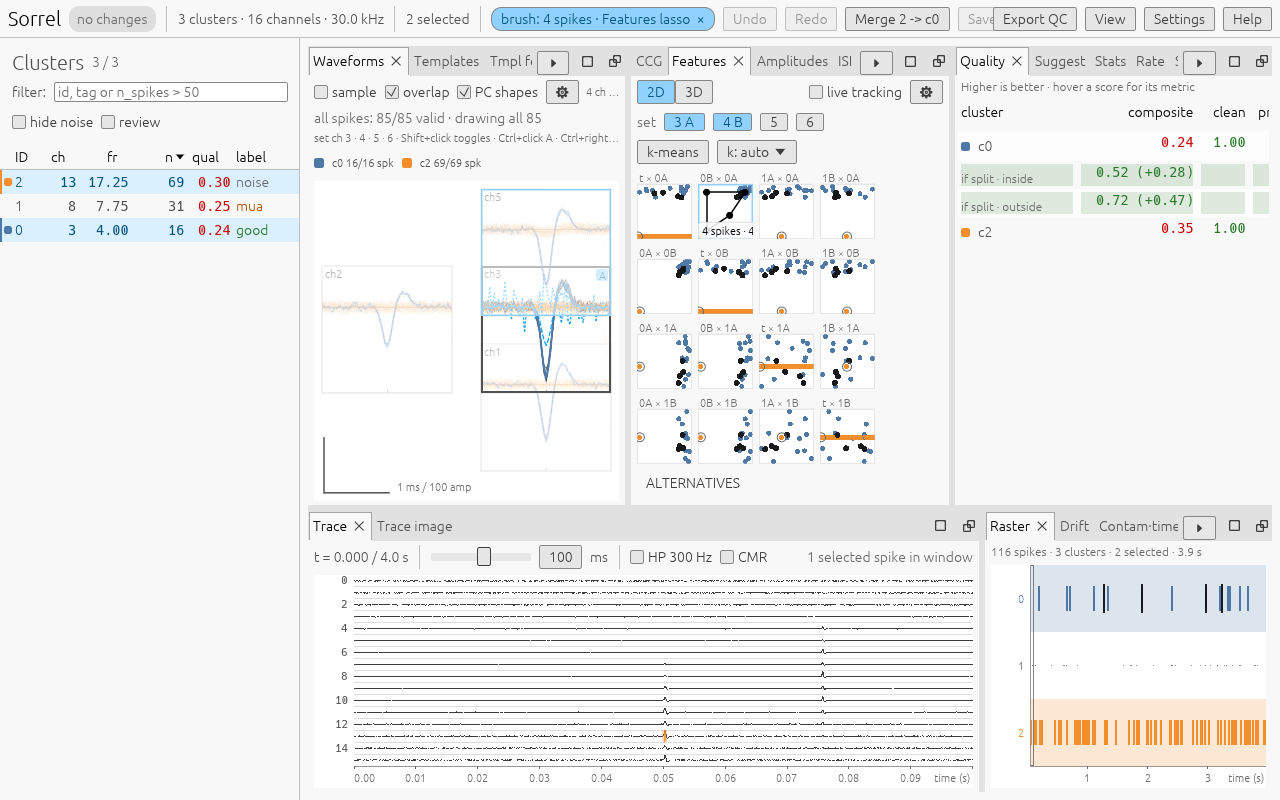 Sorrel no changes 3 clusters · 16 channels · 30.0 kHz 2 selected brush: 4 spikes · Features lasso × Undo Redo Merge 2 -> c0 Save Export QC View Settings Help
Clusters 3 / 3
filter: id, tag or n_spikes > 50
hide noise review
ID ch fr n ▼ qual label
2 13 17.25 69 0.30 noise
1 8 7.75 31 0.25 mua
0 3 4.00 16 0.24 good
Waveforms Templates Tmpl
sample overlap PC shapes 4 ch ...
all spikes: 85/85 valid · drawing all 85
set ch 3 · 4 · 5 · 6 · Shift+click toggles · Ctrl+click A · Ctrl+right...
c0 16/16 spk c2 69/69 spk
ch5
ch2
ch3 A
ch1
1 ms / 100 amp
CCG Features Amplitudes ISI
2D 3D live tracking
set 3 A 4 B 5 6
k-means k: auto
t × 0A 0B × 0A 1A × 0A 1B × 0A
4 spikes · 4
0A × 0B t × 0B 1A × 0B 1B × 0B
0A × 1A 0B × 1A t × 1A 1B × 1A
0A × 1B 0B × 1B 1A × 1B t × 1B
ALTERNATIVES
Quality Suggest Stats Rate
Higher is better · hover a score for its metric
cluster composite clean pr
c0 0.24 1.00
if split · inside 0.52 (+0.28)
if split · outside 0.72 (+0.47)
c2 0.35 1.00
Trace Trace image
t = 0.000 / 4.0 s 100 ms HP 300 Hz CMR 1 selected spike in window
0
2
4
6
8
10
12
14
0.00 0.01 0.02 0.03 0.04 0.05 0.06 0.07 0.08 0.09 time (s)
Raster Drift Contam-time
116 spikes · 3 clusters · 2 selected · 3.9 s
0
1
2
1 2 3 time (s)